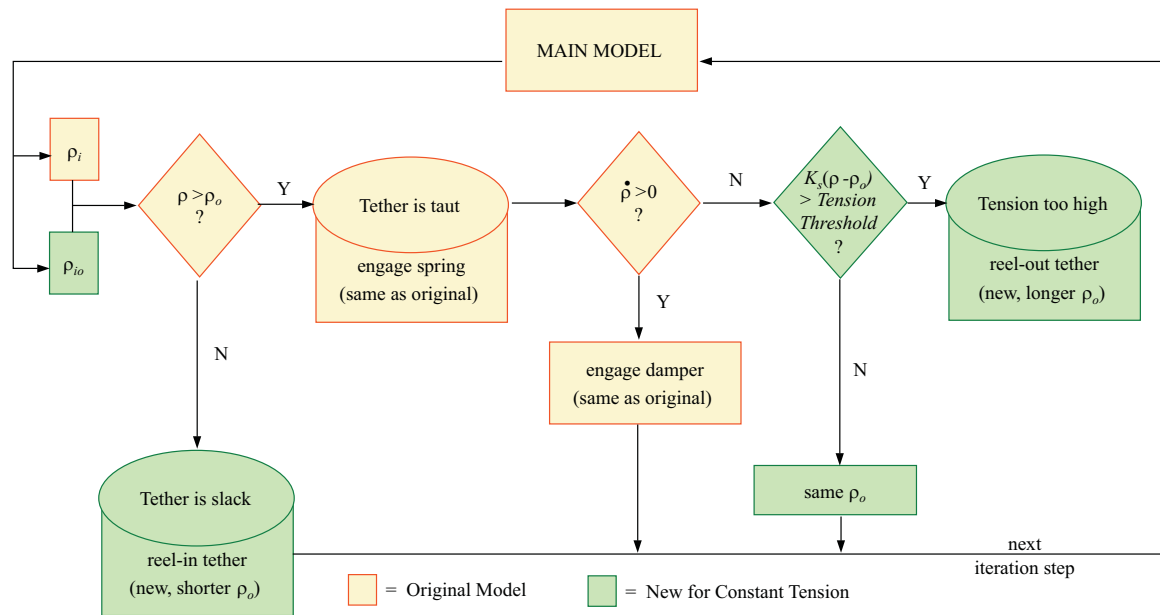 MAIN MODEL
ρi
ρio
ρ >ρo
?
Y
N
Tether is taut
engage spring
(same as original)
ρ̇ >0
?
N
Y
engage damper
(same as original)
Ks(ρ -ρo)
> Tension
Threshold
?
Y
N
Tension too high
reel-out tether
(new, longer ρo)
same ρo
Tether is slack
reel-in tether
(new, shorter ρo)
next
iteration step
= Original Model
= New for Constant Tension